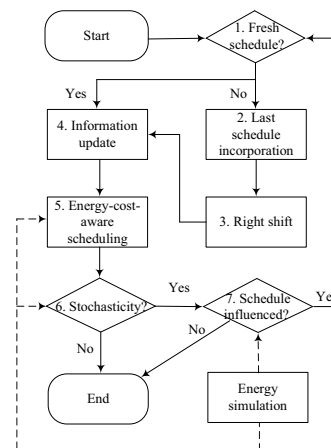 Start
1. Fresh
schedule?
Yes
No
4. Information
update
2. Last
schedule
incorporation
5. Energy-cost-
aware
scheduling
3. Right shift
6. Stochasticity?
Yes
7. Schedule
influenced?
Yes
No
No
End
Energy
simulation